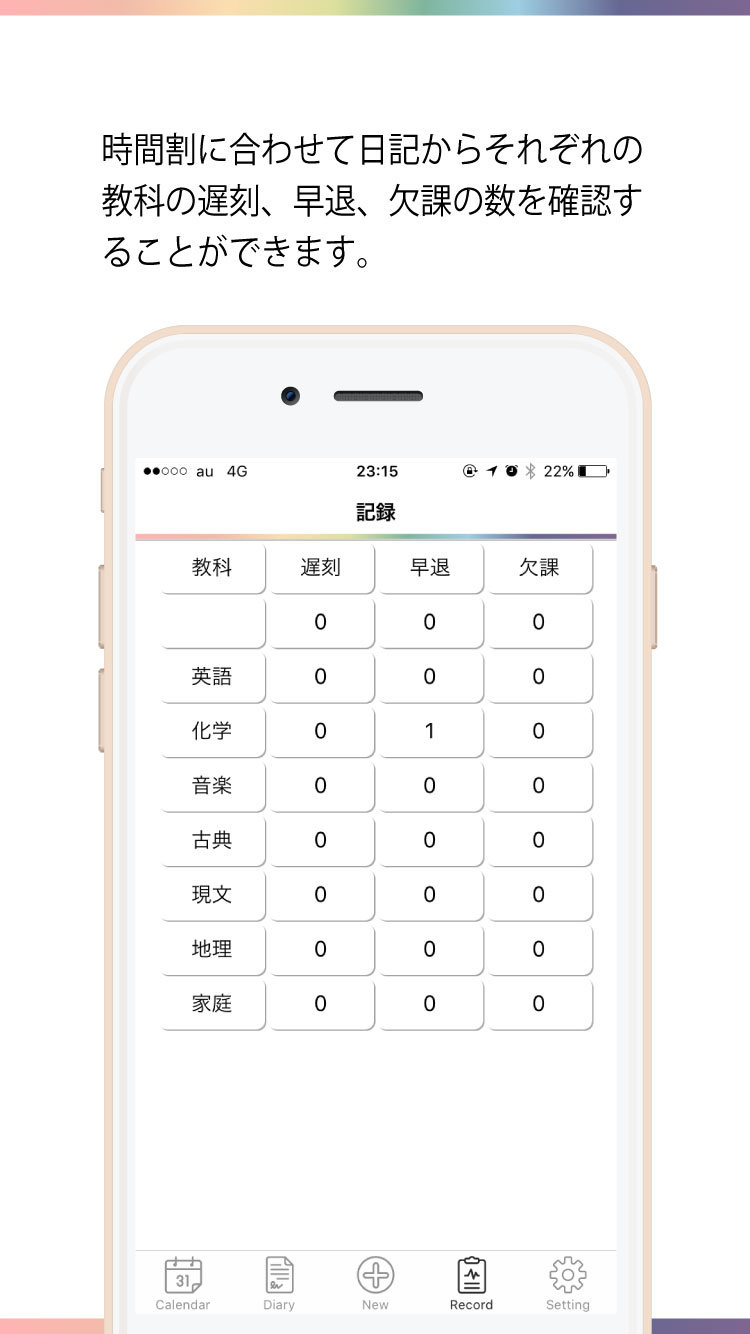 時間割に合わせて日記からそれぞれの
教科の遅刻、早退、欠課の数を確認す
ることができます。
au 4G 23:15 22%
記録
教科 遅刻 早退 欠課
0 0 0
英語 0 0 0
化学 0 1 0
音楽 0 0 0
古典 0 0 0
現文 0 0 0
地理 0 0 0
家庭 0 0 0
31
Calendar Diary New Record Setting